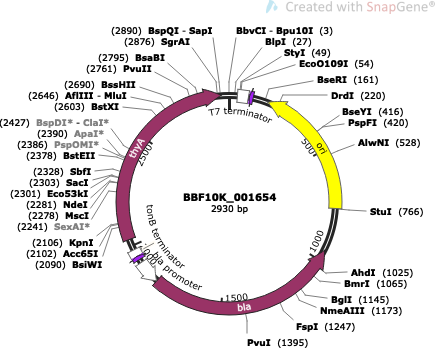 Created with SnapGene®
(2890) BspQI - SapI
(2876) SgrAI
(2795) BsaBI
(2761) PvuII
(2690) BssHII
(2646) AflIII - MluI
(2603) BstXI
(2427) BspDI* - ClaI*
(2390) ApaI*
(2386) PspOMI*
(2378) BstEII
(2328) SbfI
(2303) SacI
(2301) Eco53kI
(2281) NdeI
(2278) MscI
(2241) SexAI*
(2106) KpnI
(2102) Acc65I
(2090) BsiWI
BbvCI - Bpu10I (3)
BlpI (27)
StyI (49)
EcoO109I (54)
BseRI (161)
DrdI (220)
BseYI (416)
PspFI (420)
AlwNI (528)
StuI (766)
AhdI (1025)
BmrI (1065)
BglI (1145)
NmeAIII (1173)
FspI (1247)
PvuI (1395)
T7 terminator
ori
500
1000
1500
2000
2500
thyA
tonB terminator
bla promoter
bla
BBF10K_001654
2930 bp